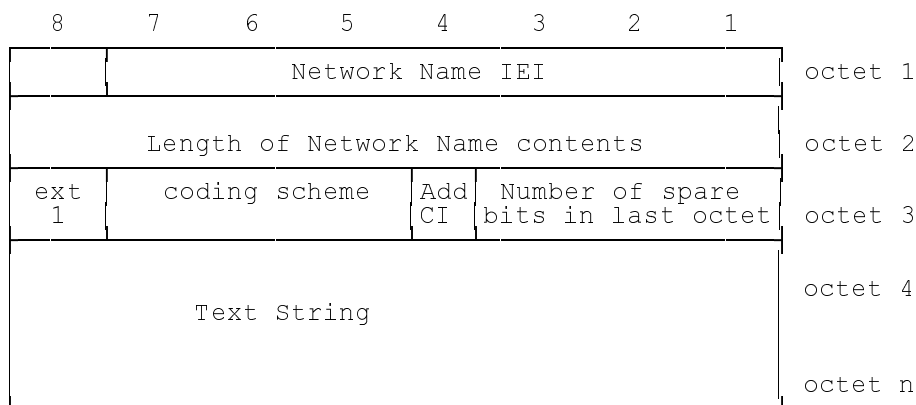 8 7 6 5 4 3 2 1
Network Name IEI octet 1
Length of Network Name contents octet 2
ext coding scheme Add Number of spare
1 CI bits in last octet octet 3
octet 4
Text String
octet n